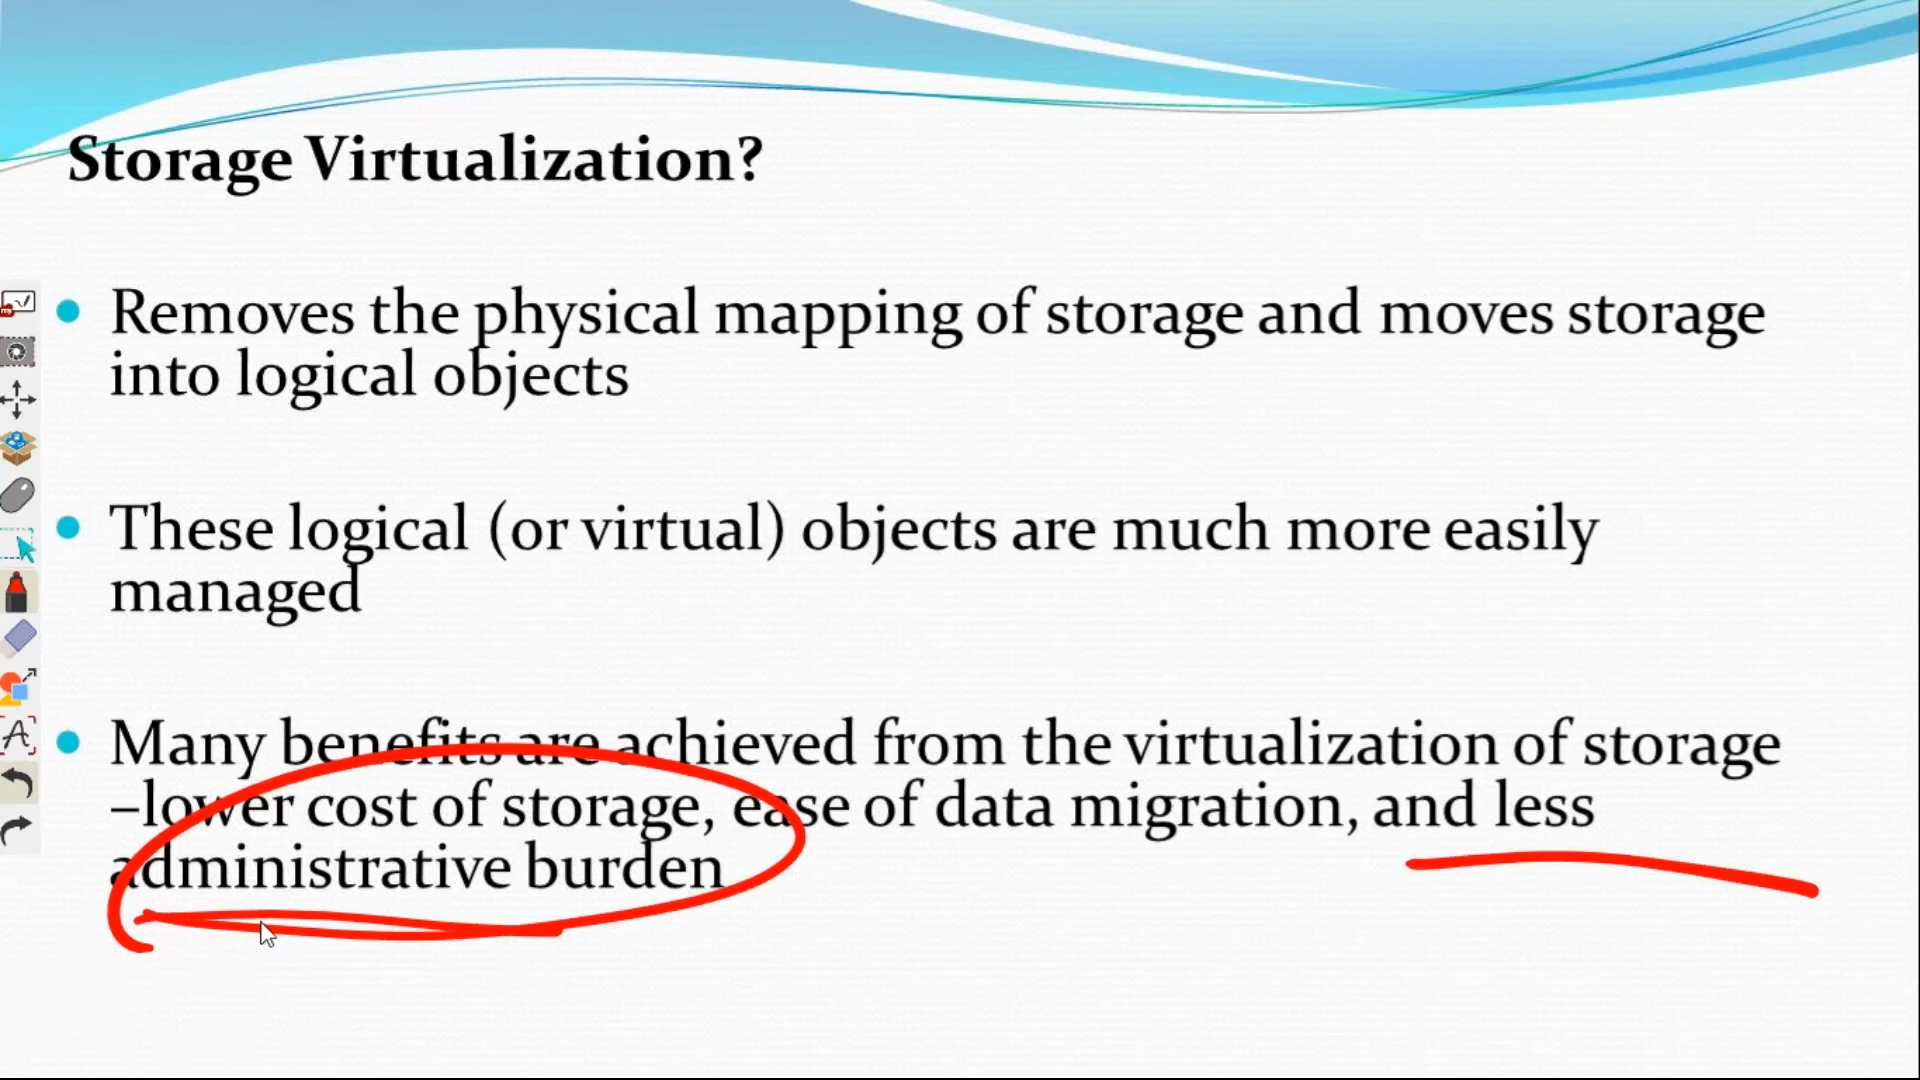 Storage Virtualization?
• Removes the physical mapping of storage and moves storage
into logical objects
• These logical (or virtual) objects are much more easily
managed
• Many benefits are achieved from the virtualization of storage
–lower cost of storage, ease of data migration, and less
administrative burden